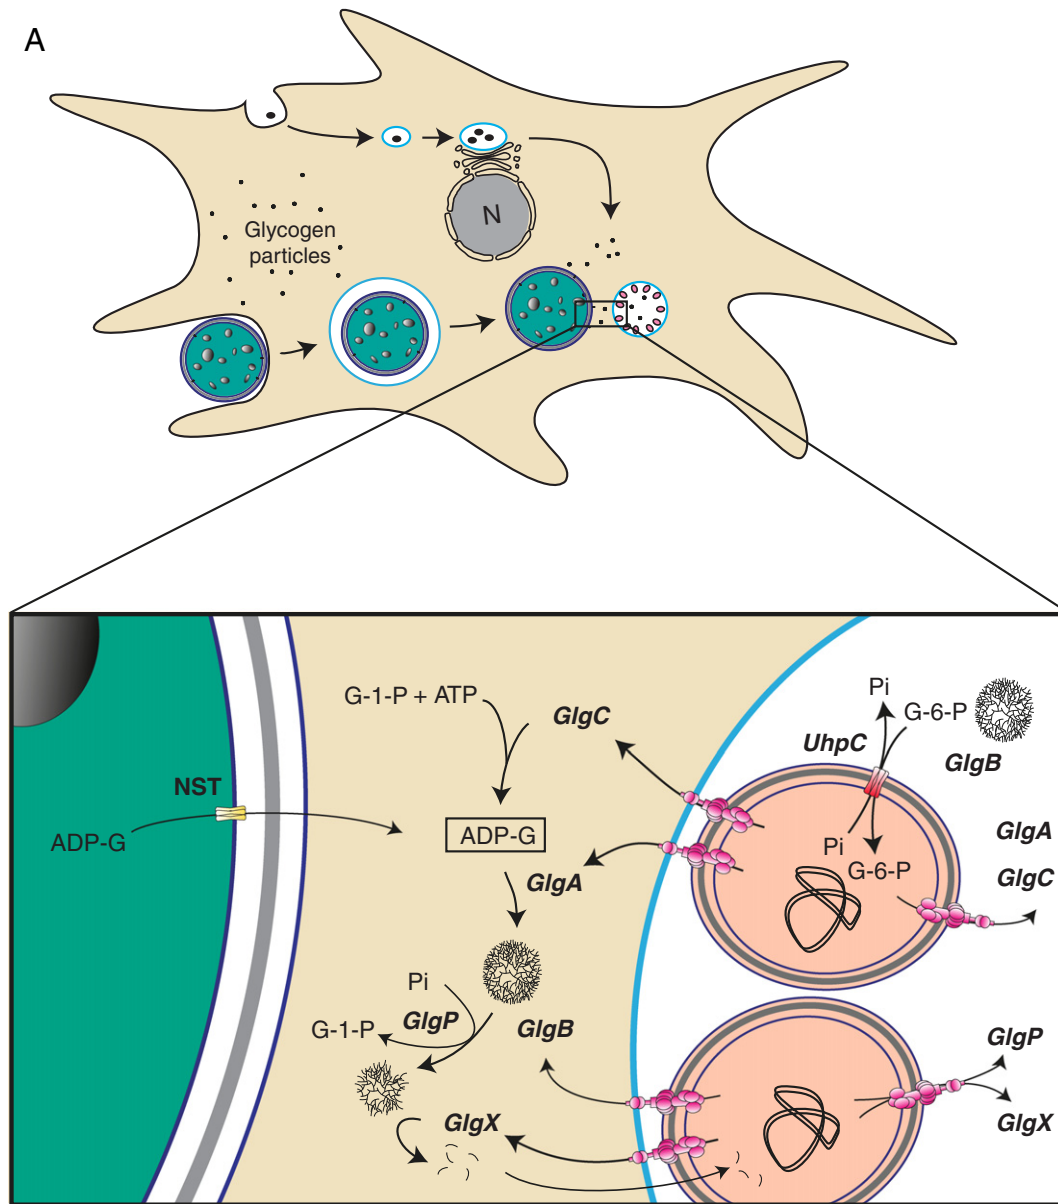 A
N
Glycogen
particles
G-1-P + ATP
GlgC
NST
ADP-G
ADP-G
GlgA
Pi
GlgP
G-1-P
GlgB
GlgX
Pi
G-6-P
UhpC
GlgB
Pi
G-6-P
GlgA
GlgC
GlgP
GlgX